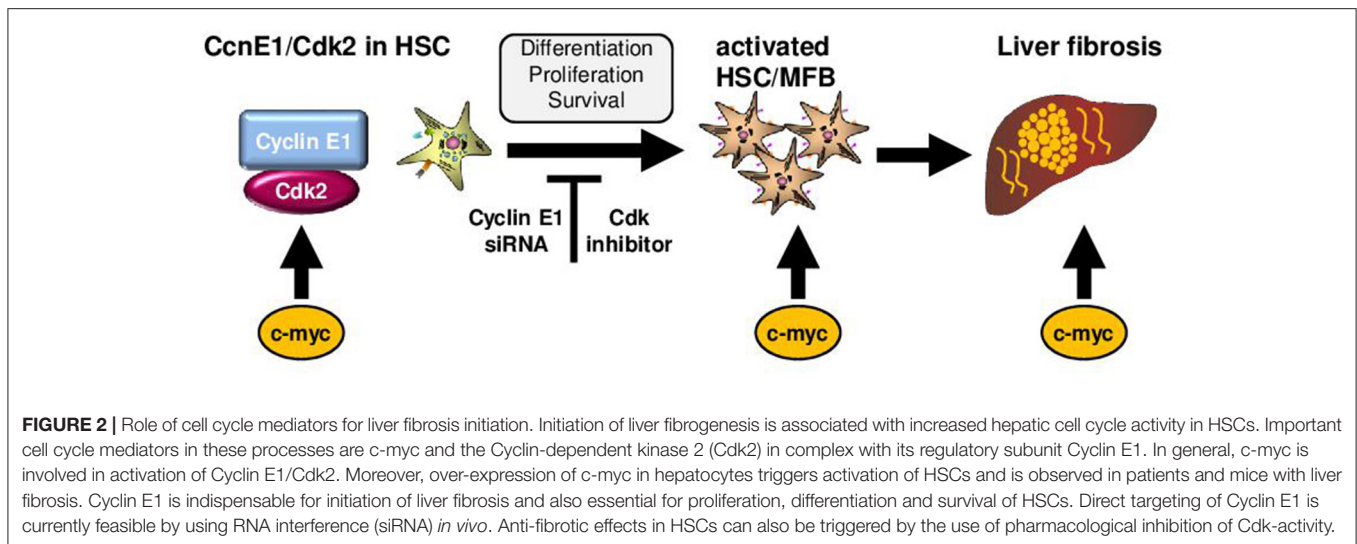 CcnE1/Cdk2 in HSC
Differentiation
Proliferation
Survival
activated
HSC/MFB
Liver fibrosis
Cyclin E1
Cdk2
Cyclin E1
siRNA
Cdk
inhibitor
c-myc
c-myc
c-myc
FIGURE 2 | Role of cell cycle mediators for liver fibrosis initiation. Initiation of liver fibrogenesis is associated with increased hepatic cell cycle activity in HSCs. Important
cell cycle mediators in these processes are c-myc and the Cyclin-dependent kinase 2 (Cdk2) in complex with its regulatory subunit Cyclin E1. In general, c-myc is
involved in activation of Cyclin E1/Cdk2. Moreover, over-expression of c-myc in hepatocytes triggers activation of HSCs and is observed in patients and mice with liver
fibrosis. Cyclin E1 is indispensable for initiation of liver fibrosis and also essential for proliferation, differentiation and survival of HSCs. Direct targeting of Cyclin E1 is
currently feasible by using RNA interference (siRNA) in vivo. Anti-fibrotic effects in HSCs can also be triggered by the use of pharmacological inhibition of Cdk-activity.